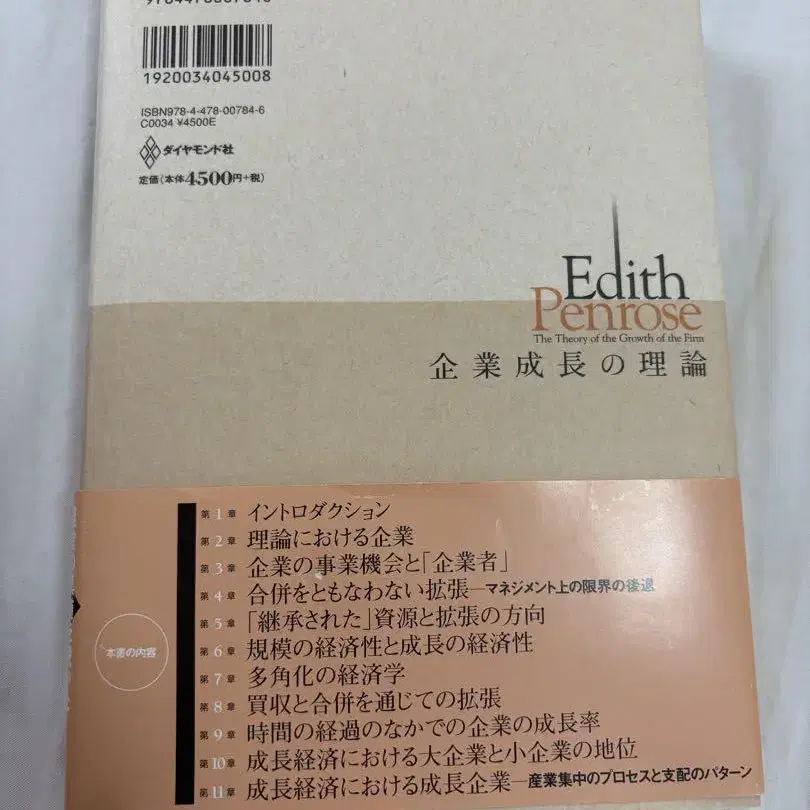 1920034045008
ISBN978-4-478-00784-6
C0034 ¥4500E
ダイヤモンド社
定価(本体4500円+税)
Edith
Penrose
The Theory of the Growth of the Firm
企業成長の理論
本書の内容
第1章 イントロダクション
第2章 理論における企業
第3章 企業の事業機会と「企業者」
第4章 合併をともなわない拡張―マネジメント上の限界の後退
第5章 「継承された」資源と拡張の方向
第6章 規模の経済性と成長の経済性
第7章 多角化の経済学
第8章 買収と合併を通じての拡張
第9章 時間の経過のなかでの企業の成長率
第10章 成長経済における大企業と小企業の地位
第11章 成長経済における成長企業―産業集中のプロセスと支配のパターン